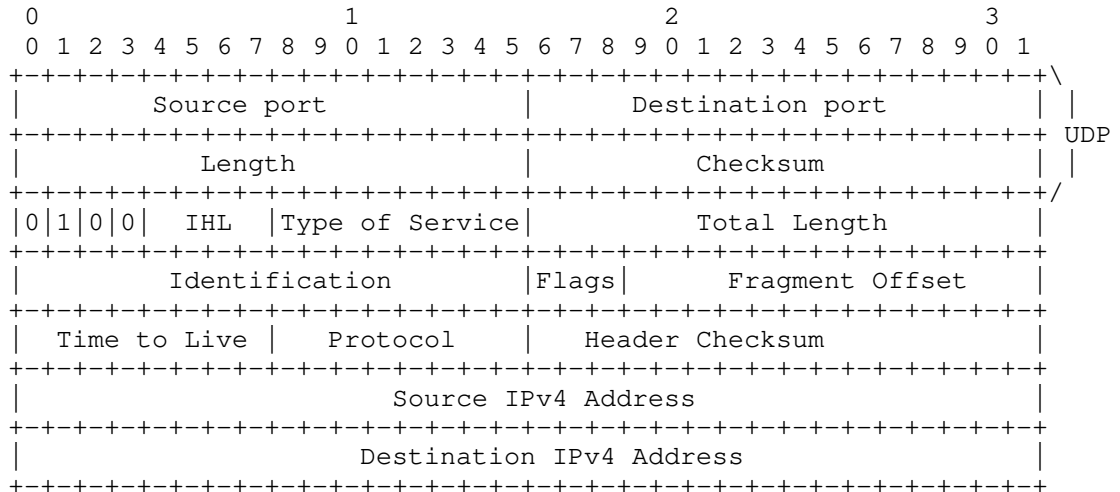 0                   1                   2                   3
 0 1 2 3 4 5 6 7 8 9 0 1 2 3 4 5 6 7 8 9 0 1 2 3 4 5 6 7 8 9 0 1
+-+-+-+-+-+-+-+-+-+-+-+-+-+-+-+-+-+-+-+-+-+-+-+-+-+-+-+-+-+-+-+-+\
|        Source port            |      Destination port         | |
+-+-+-+-+-+-+-+-+-+-+-+-+-+-+-+-+-+-+-+-+-+-+-+-+-+-+-+-+-+-+-+-+ UDP
|           Length              |          Checksum             | |
+-+-+-+-+-+-+-+-+-+-+-+-+-+-+-+-+-+-+-+-+-+-+-+-+-+-+-+-+-+-+-+-+/
|0|1|0|0|  IHL  |Type of Service|          Total Length         |
+-+-+-+-+-+-+-+-+-+-+-+-+-+-+-+-+-+-+-+-+-+-+-+-+-+-+-+-+-+-+-+-+
|         Identification        |Flags|      Fragment Offset    |
+-+-+-+-+-+-+-+-+-+-+-+-+-+-+-+-+-+-+-+-+-+-+-+-+-+-+-+-+-+-+-+-+
|  Time to Live |   Protocol    |   Header Checksum             |
+-+-+-+-+-+-+-+-+-+-+-+-+-+-+-+-+-+-+-+-+-+-+-+-+-+-+-+-+-+-+-+-+
|                       Source IPv4 Address                     |
+-+-+-+-+-+-+-+-+-+-+-+-+-+-+-+-+-+-+-+-+-+-+-+-+-+-+-+-+-+-+-+-+
|                     Destination IPv4 Address                  |
+-+-+-+-+-+-+-+-+-+-+-+-+-+-+-+-+-+-+-+-+-+-+-+-+-+-+-+-+-+-+-+-+